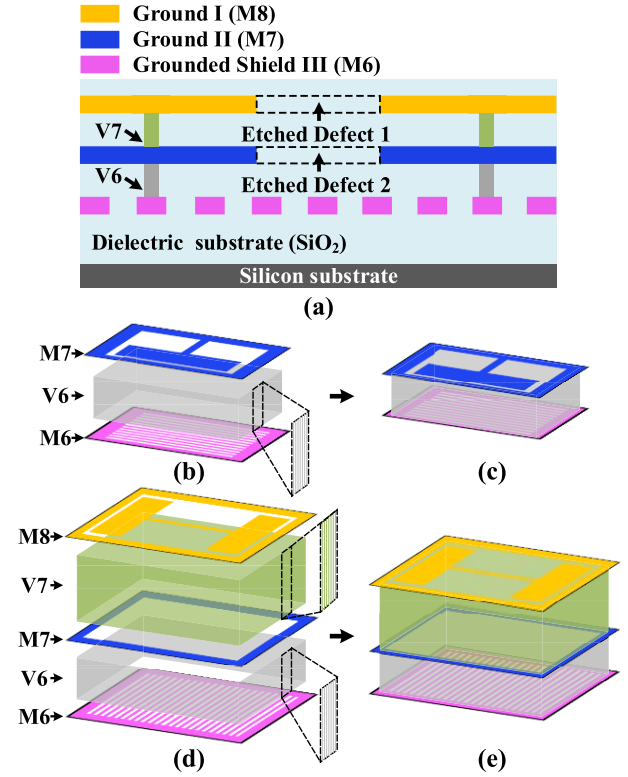 Ground I (M8)
Ground II (M7)
Grounded Shield III (M6)
V7
Etched Defect 1
V6
Etched Defect 2
Dielectric substrate (SiO₂)
Silicon substrate
(a)
M7
V6
M6
(b)
(c)
M8
V7
M7
V6
M6
(d)
(e)